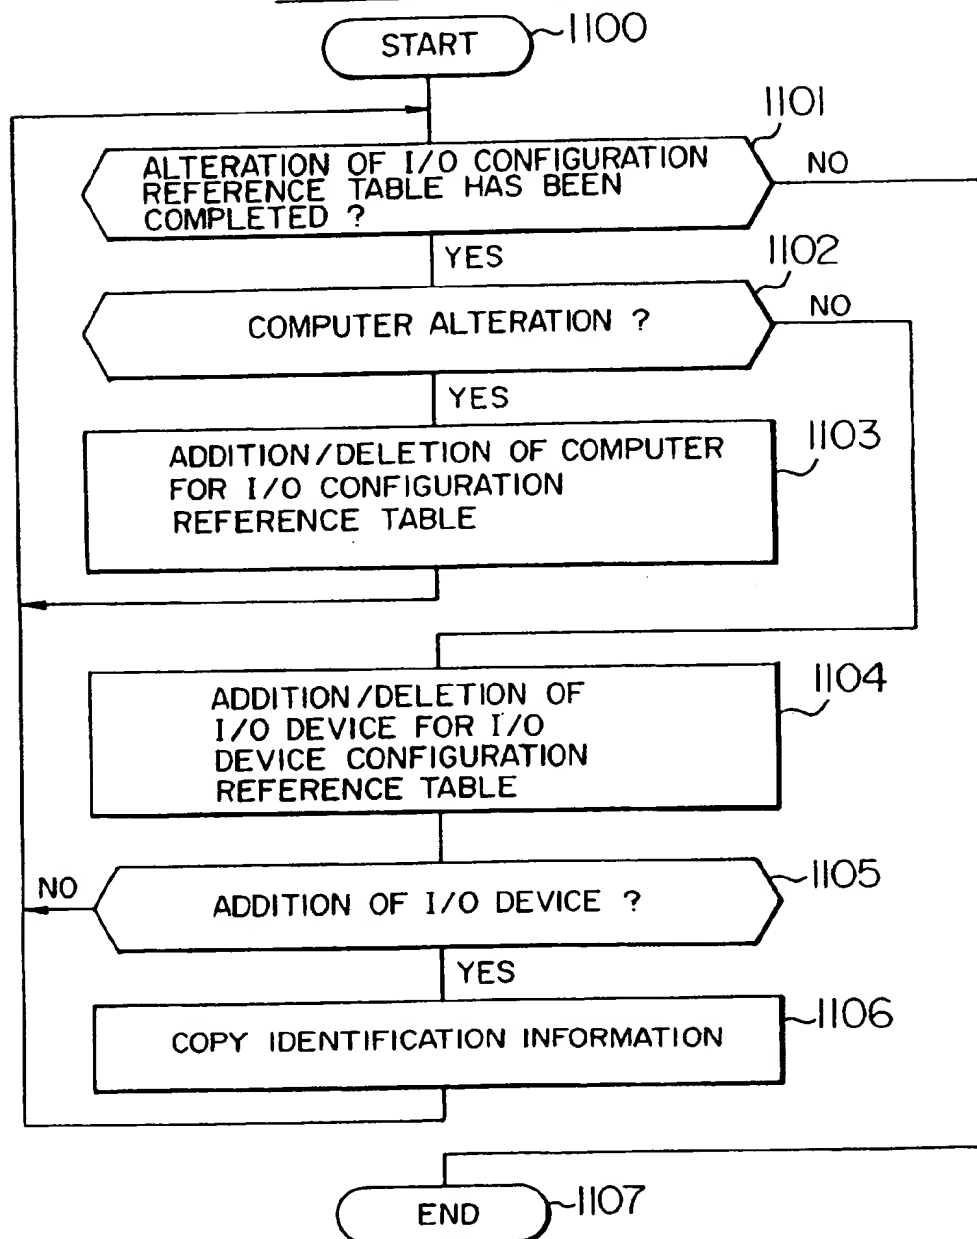 START
1100
1101
ALTERATION OF I/O CONFIGURATION
REFERENCE TABLE HAS BEEN
COMPLETED ?
NO
YES
1102
COMPUTER ALTERATION ?
NO
YES
1103
ADDITION/DELETION OF COMPUTER
FOR I/O CONFIGURATION
REFERENCE TABLE
1104
ADDITION/DELETION OF
I/O DEVICE FOR I/O
DEVICE CONFIGURATION
REFERENCE TABLE
1105
NO
ADDITION OF I/O DEVICE ?
YES
1106
COPY IDENTIFICATION INFORMATION
END
1107